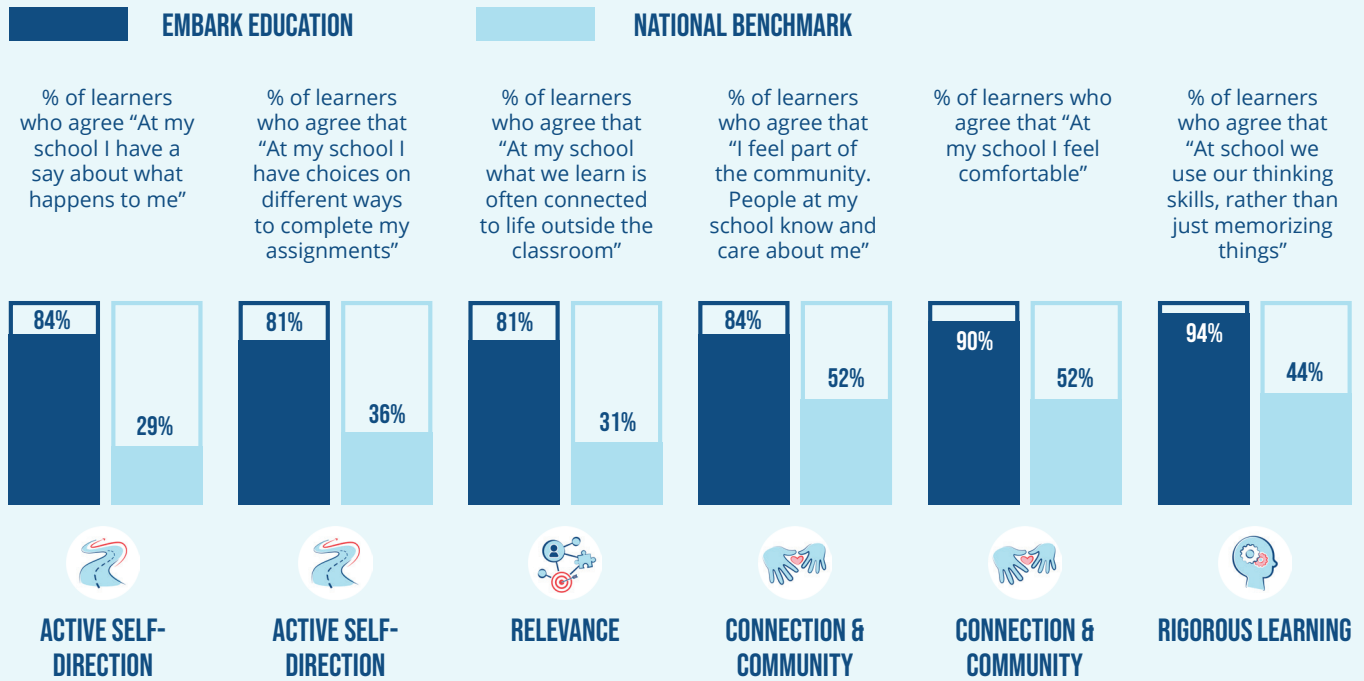 EMBARK EDUCATION
NATIONAL BENCHMARK
% of learners
who agree “At my
school I have a
say about what
happens to me”
% of learners
who agree that
“At my school I
have choices on
different ways
to complete my
assignments”
% of learners
who agree that
“At my school
what we learn is
often connected
to life outside the
classroom”
% of learners
who agree that
“I feel part of
the community.
People at my
school know and
care about me”
% of learners who
agree that “At
my school I feel
comfortable”
% of learners
who agree that
“At school we
use our thinking
skills, rather than
just memorizing
things”
84%
29%
81%
36%
81%
31%
84%
52%
90%
52%
94%
44%
ACTIVE SELF-
DIRECTION
ACTIVE SELF-
DIRECTION
RELEVANCE
CONNECTION &
COMMUNITY
CONNECTION &
COMMUNITY
RIGOROUS LEARNING